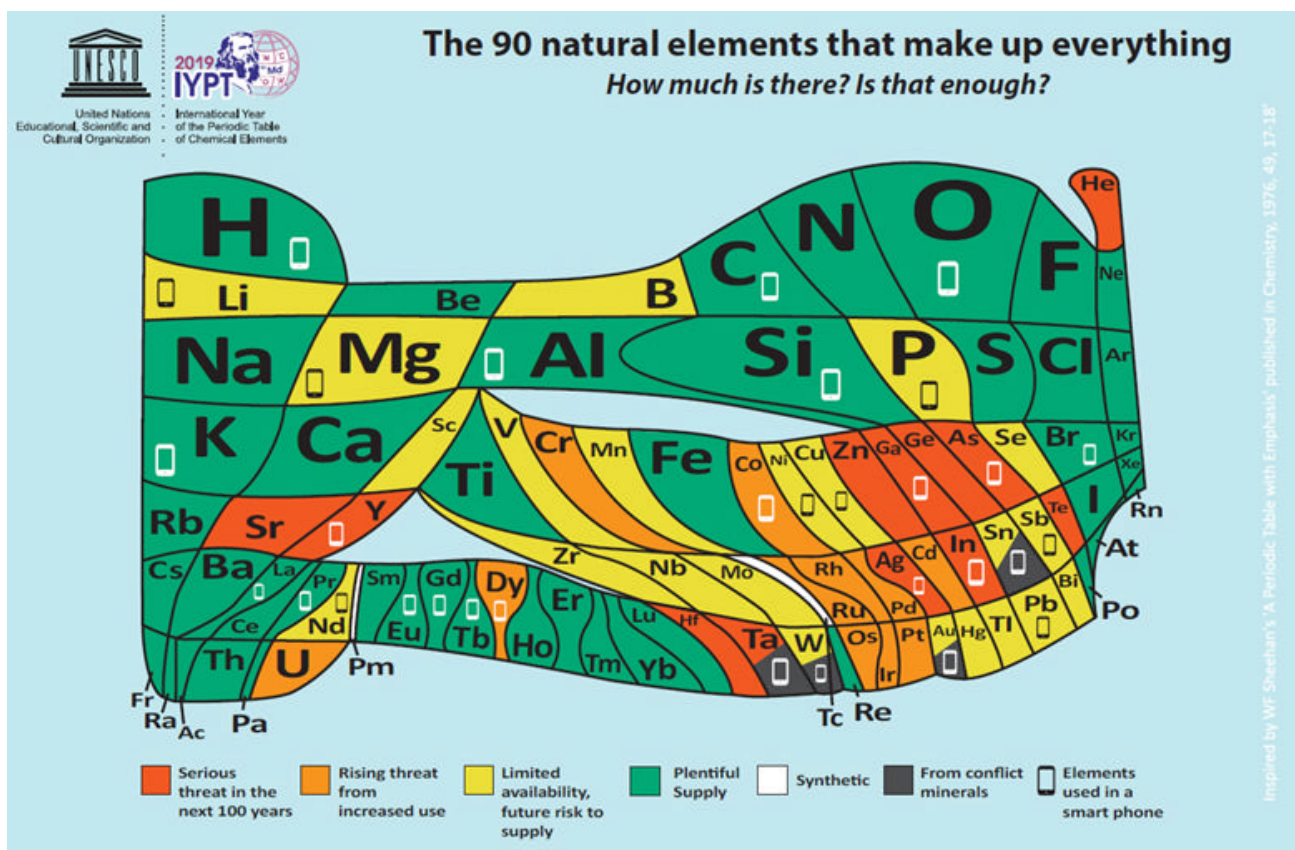 The 90 natural elements that make up everything
How much is there? Is that enough?
UNESCO
2019
IYPT
Md
United Nations
Educational, Scientific and
Cultural Organization
International Year
of the Periodic Table
of Chemical Elements
H
He
Li
Be
B
C
N
O
F
Ne
Na
Mg
Al
Si
P
S
Cl
Ar
K
Ca
Sc
Ti
V
Cr
Mn
Fe
Co
Ni
Cu
Zn
Ga
Ge
As
Se
Br
Kr
Rb
Sr
Y
Zr
Nb
Mo
Tc
Ru
Rh
Pd
Ag
Cd
In
Sn
Sb
Te
I
Xe
Cs
Ba
La
Ce
Pr
Nd
Pm
Sm
Eu
Gd
Tb
Dy
Ho
Er
Tm
Yb
Lu
Hf
Ta
W
Re
Os
Ir
Pt
Au
Hg
Tl
Pb
Bi
Po
At
Rn
Fr
Ra
Ac
Th
Pa
U
Serious
threat in the
next 100 years
Rising threat
from
increased use
Limited
availability,
future risk to
supply
Plentiful
Supply
Synthetic
From conflict
minerals
Elements
used in a
smart phone
Inspired by WF Sheehan's 'A Periodic Table with Emphasis' published in Chemistry, 1976, 49, 17-18'